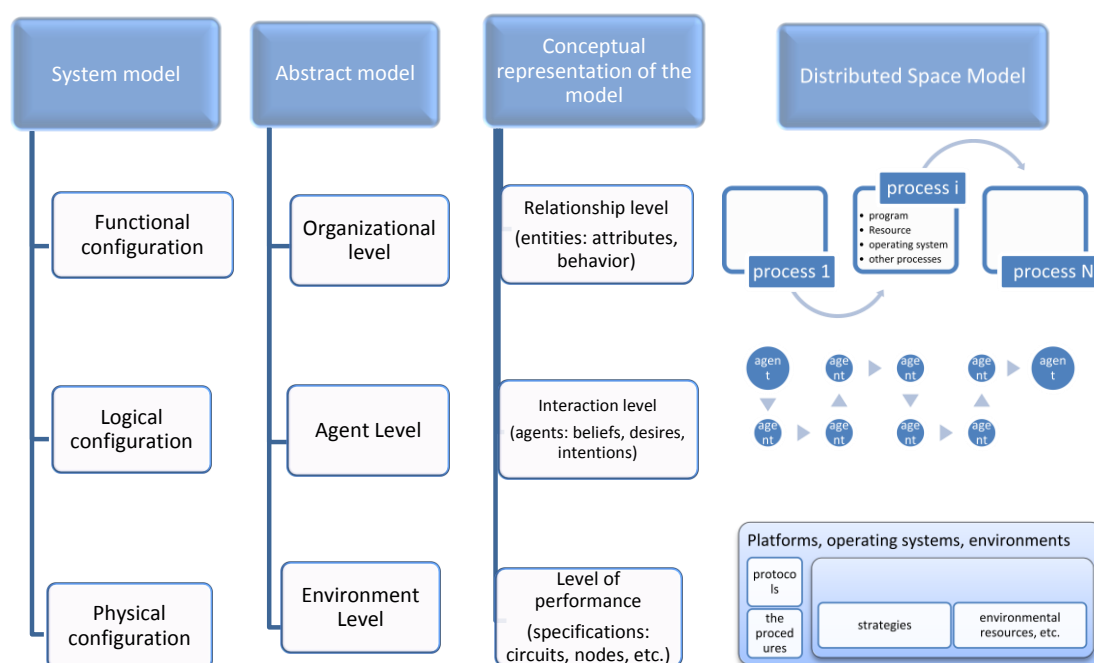 System model
Functional
configuration
Logical
configuration
Physical
configuration
Abstract model
Organizational
level
Agent Level
Environment
Level
Conceptual
representation of the
model
Relationship level
(entities: attributes,
behavior)
Interaction level
(agents: beliefs, desires,
intentions)
Level of
performance
(specifications:
circuits, nodes, etc.)
Distributed Space Model
process 1
process i
• program
• Resource
• operating system
• other processes
process N
agen
t
age
nt
age
nt
age
nt
age
nt
age
nt
age
nt
age
nt
agen
t
Platforms, operating systems, environments
protoco
ls
the
proced
ures
strategies
environmental
resources, etc.